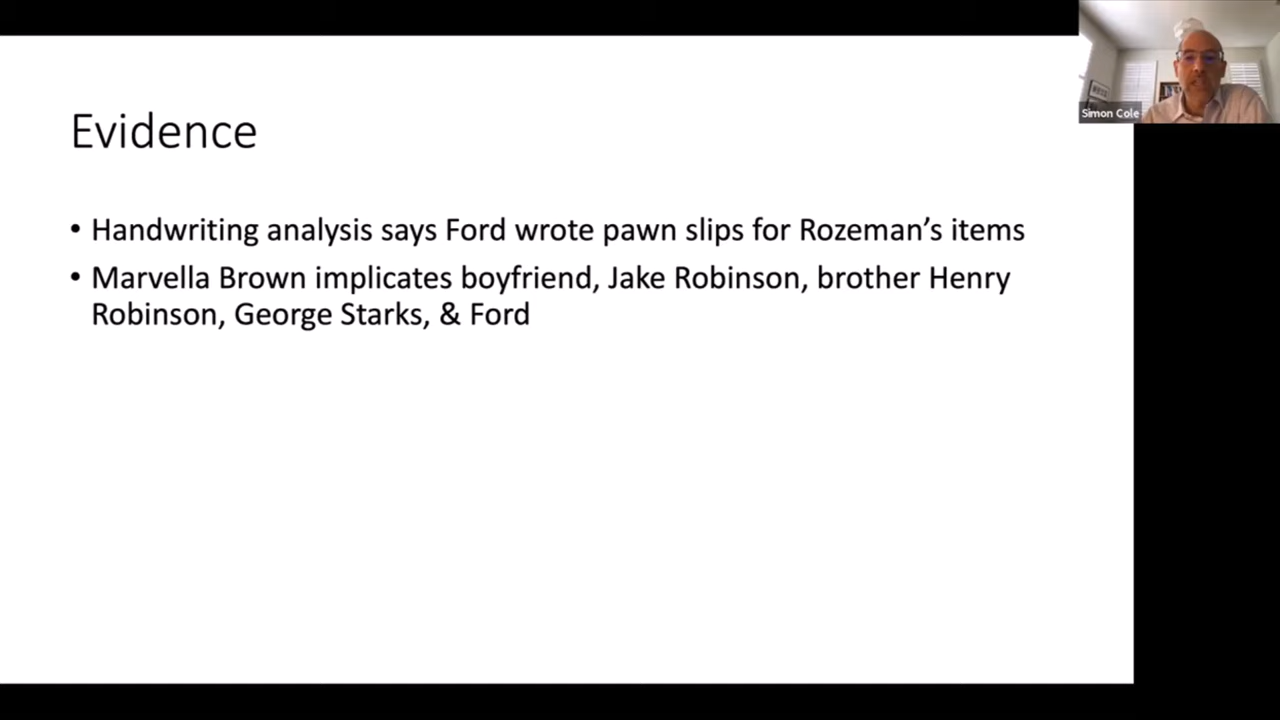 Evidence
• Handwriting analysis says Ford wrote pawn slips for Rozeman’s items
• Marvella Brown implicates boyfriend, Jake Robinson, brother Henry
Robinson, George Starks, & Ford
Simon Cole